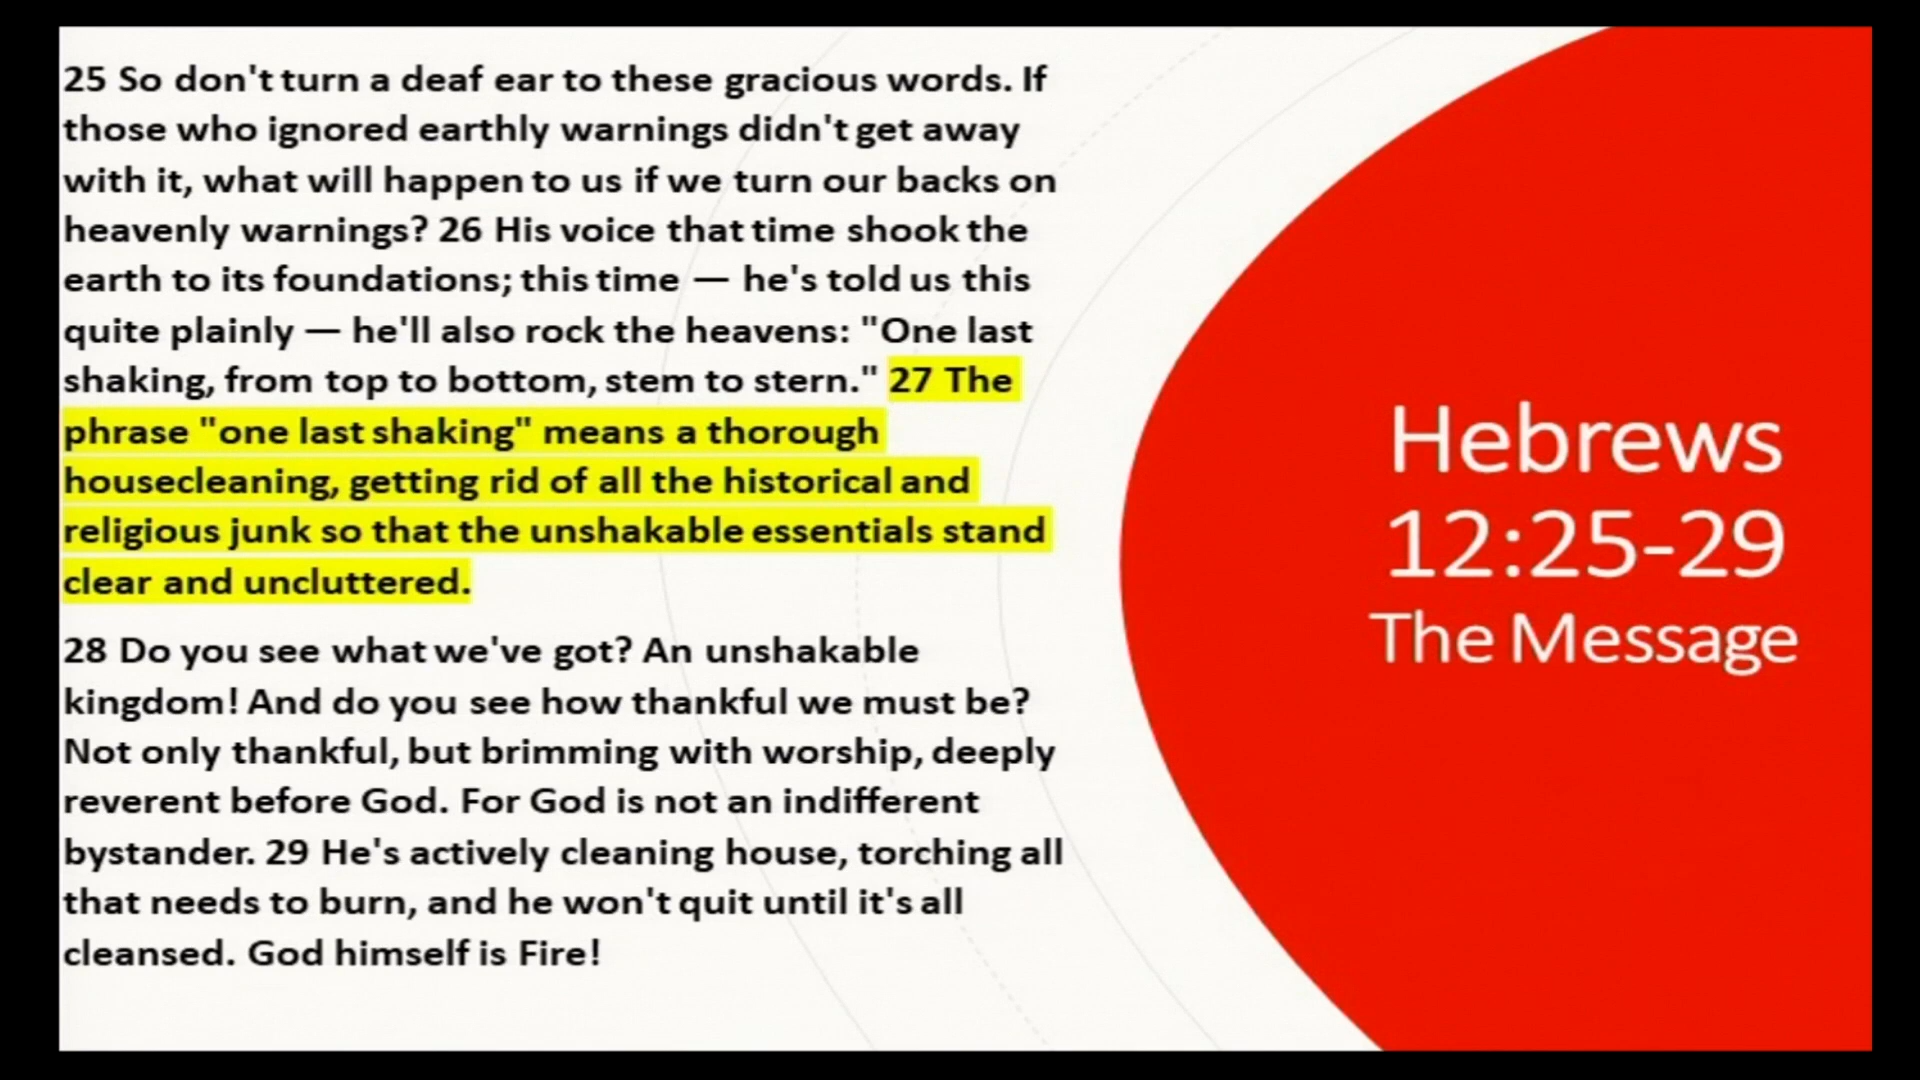 25 So don't turn a deaf ear to these gracious words. If
those who ignored earthly warnings didn't get away
with it, what will happen to us if we turn our backs on
heavenly warnings? 26 His voice that time shook the
earth to its foundations; this time — he's told us this
quite plainly — he'll also rock the heavens: "One last
shaking, from top to bottom, stem to stern." 27 The
phrase "one last shaking" means a thorough
housecleaning, getting rid of all the historical and
religious junk so that the unshakable essentials stand
clear and uncluttered.
28 Do you see what we've got? An unshakable
kingdom! And do you see how thankful we must be?
Not only thankful, but brimming with worship, deeply
reverent before God. For God is not an indifferent
bystander. 29 He's actively cleaning house, torching all
that needs to burn, and he won't quit until it's all
cleansed. God himself is Fire!
Hebrews
12:25-29
The Message